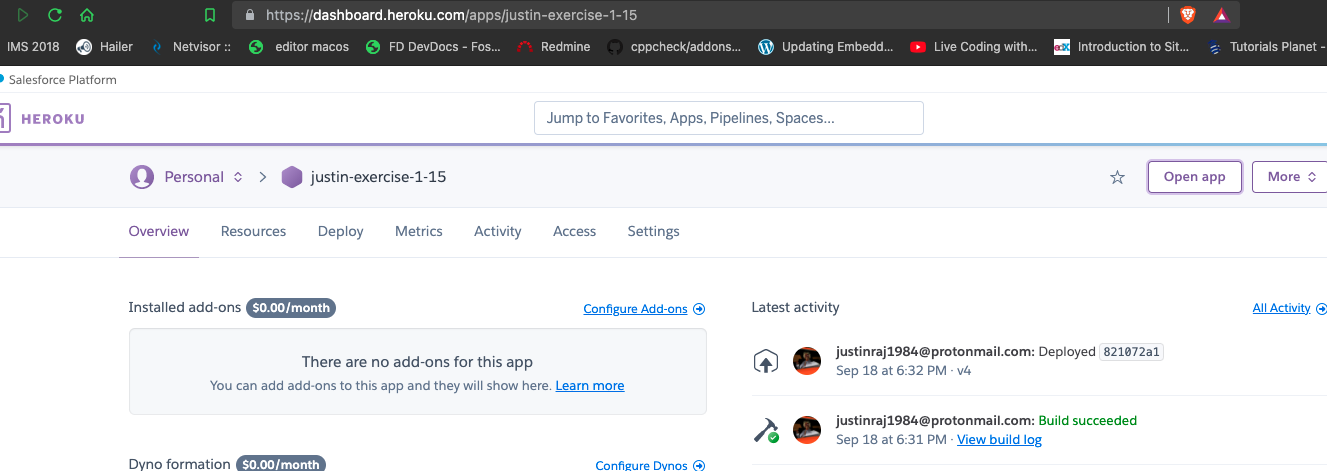 https://dashboard.heroku.com/apps/justin-exercise-1-15
IMS 2018 Hailer Netvisor :: editor macos FD DevDocs - Fos... Redmine cppcheck/addons... Updating Embedd... Live Coding with... edX Introduction to Sit... Tutorials Planet -
Salesforce Platform
HEROKU Jump to Favorites, Apps, Pipelines, Spaces...
Personal justin-exercise-1-15 Open app More
Overview Resources Deploy Metrics Activity Access Settings
Installed add-ons $0.00/month Configure Add-ons
There are no add-ons for this app
You can add add-ons to this app and they will show here. Learn more
Dyno formation $0.00/month Configure Dynos
Latest activity All Activity
justinraj1984@protonmail.com: Deployed 821072a1
Sep 18 at 6:32 PM · v4
justinraj1984@protonmail.com: Build succeeded
Sep 18 at 6:31 PM · View build log